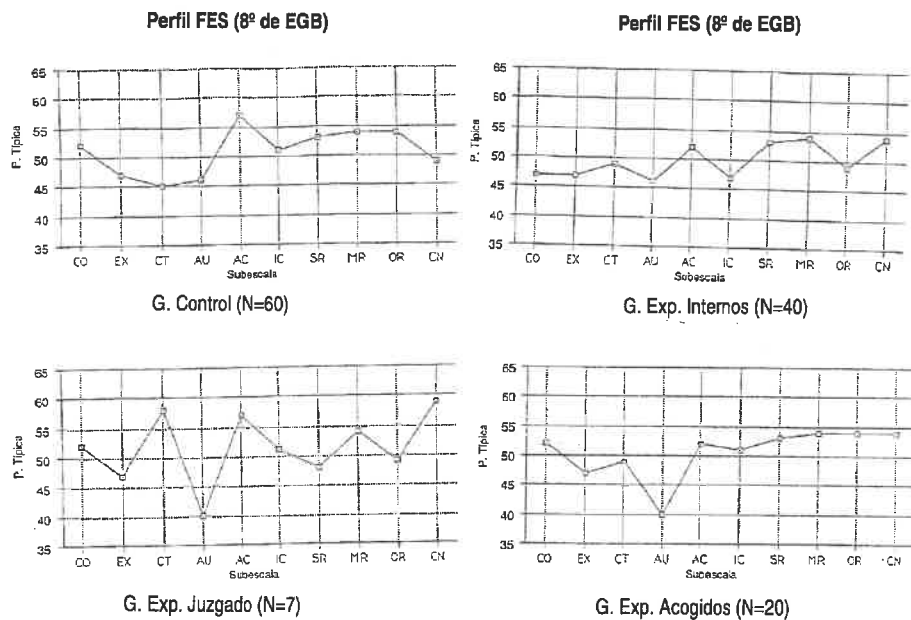 Perfil FES (8º de EGB)
P. Típica
65
60
55
50
45
40
35
CO EX CT AU AC IC SR MR OR CN
Subescala
G. Control (N=60)
Perfil FES (8º de EGB)
P. Típica
65
60
55
50
45
40
35
CO EX CT AU AC IC SR MR OR CN
Subescala
G. Exp. Internos (N=40)
P. Típica
65
60
55
50
45
40
35
CO EX CT AU AC IC SR MR OR CN
Subescala
G. Exp. Juzgado (N=7)
P. Típica
65
60
55
50
45
40
35
CO EX CT AU AC IC SR MR OR CN
Subescala
G. Exp. Acogidos (N=20)